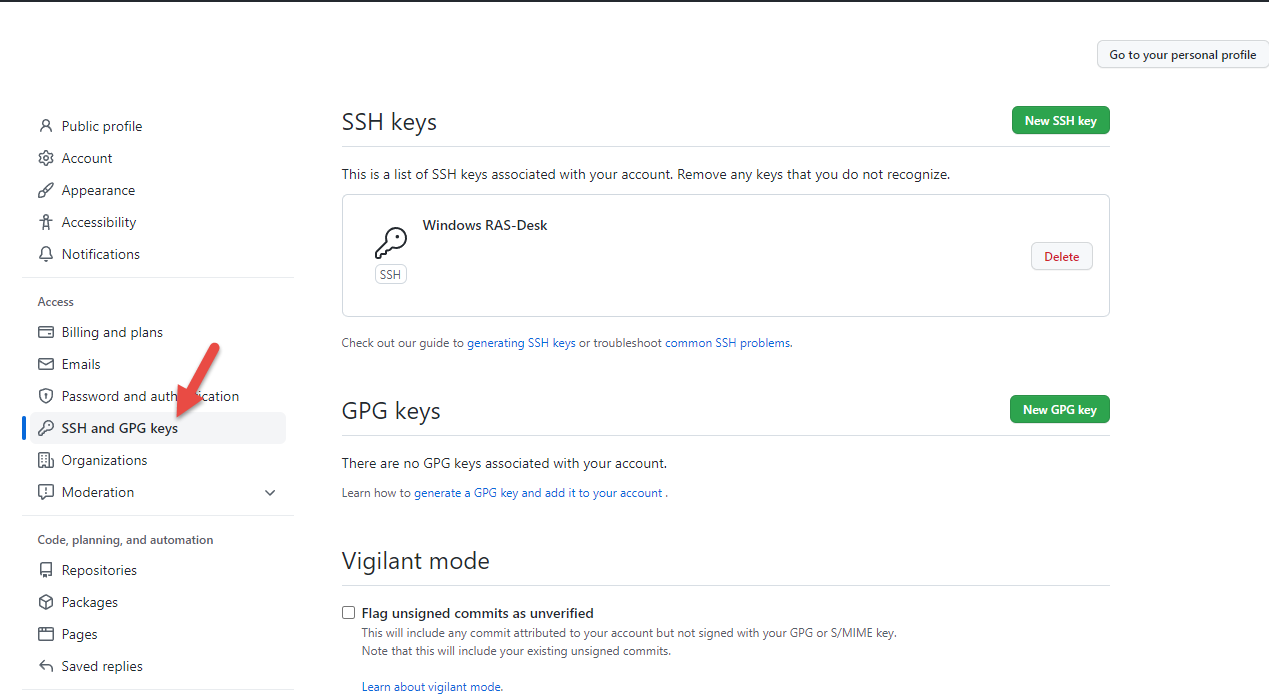 Go to your personal profile
Public profile
Account
Appearance
Accessibility
Notifications
Access
Billing and plans
Emails
Password and authentication
SSH and GPG keys
Organizations
Moderation
Code, planning, and automation
Repositories
Packages
Pages
Saved replies
SSH keys
New SSH key
This is a list of SSH keys associated with your account. Remove any keys that you do not recognize.
Windows RAS-Desk
SSH
Delete
Check out our guide to generating SSH keys or troubleshoot common SSH problems.
GPG keys
New GPG key
There are no GPG keys associated with your account.
Learn how to generate a GPG key and add it to your account .
Vigilant mode
Flag unsigned commits as unverified
This will include any commit attributed to your account but not signed with your GPG or S/MIME key.
Note that this will include your existing unsigned commits.
Learn about vigilant mode.